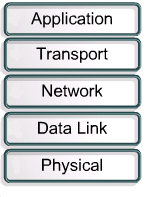 Application
Transport
Network
Data Link
Physical